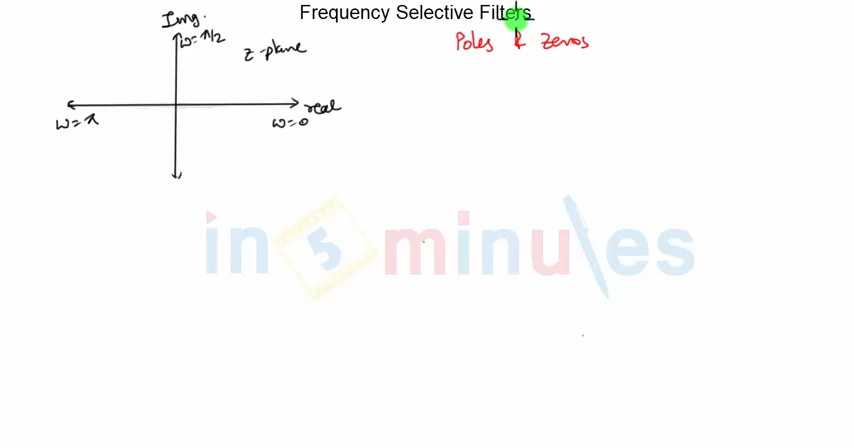 Frequency Selective Filters
Poles & Zeros
Img.
ω=π/2
z-plane
real
ω=π
ω=0
in 5 minutes